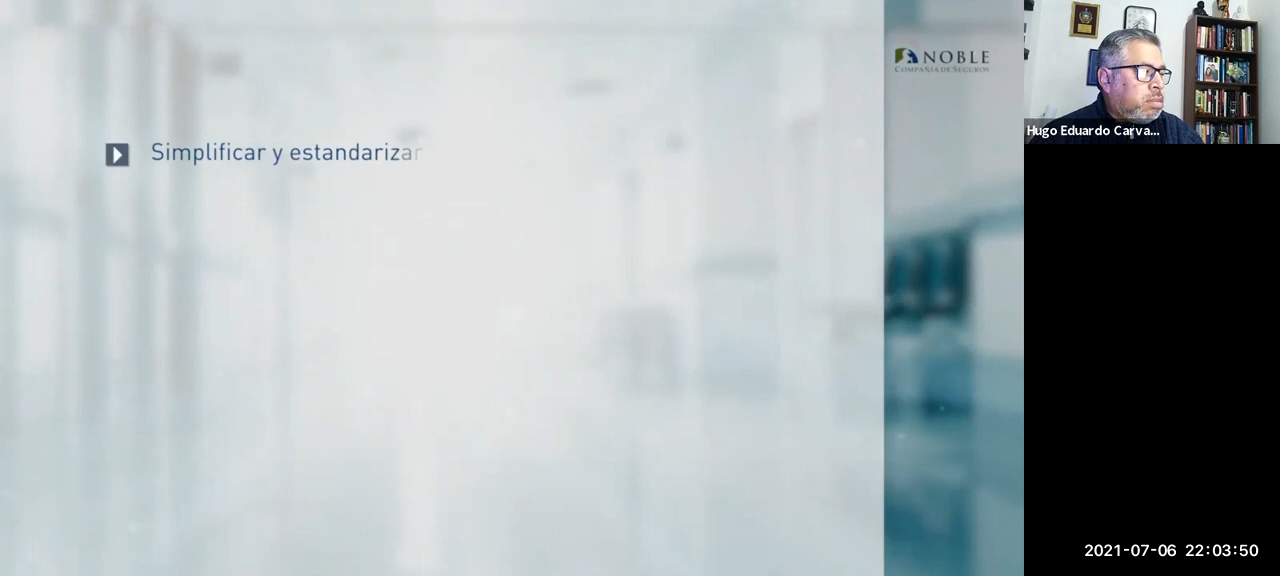 NOBLE
COMPAÑÍA DE SEGUROS
Simplificar y estandarizar
Hugo Eduardo Carva...
2021-07-06 22:03:50